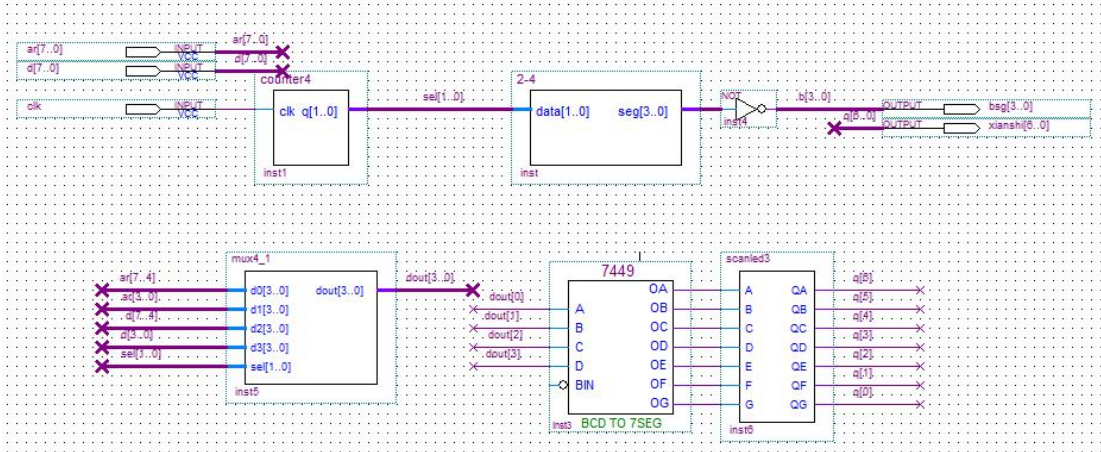 ar[7..0] INPUT VCC ar[7..0]
d[7..0] INPUT VCC d[7..0]
clk INPUT VCC
counter4
clk q[1..0]
inst1
sel[1..0]
2-4
data[1..0] seg[3..0]
inst
NOT
inst4
b[3..0]
q[6..0]
OUTPUT bsg[3..0]
OUTPUT xianshi[6..0]
mux4_1
ar[7..4] d0[3..0] dout[3..0] dout[3..0]
ar[3..0] d1[3..0]
d[7..4] d2[3..0]
d[3..0] d3[3..0]
sel[1..0] sel[1..0]
inst5
7449
OA
dout[0] A OB
dout[1] B OC
dout[2] C OD
dout[3] D OE
BIN OF
OG
inst3 BCD TO 7SEG
scanled3
A QA q[6]
B QB q[5]
C QC q[4]
D QD q[3]
E QE q[2]
F QF q[1]
G QG q[0]
inst6